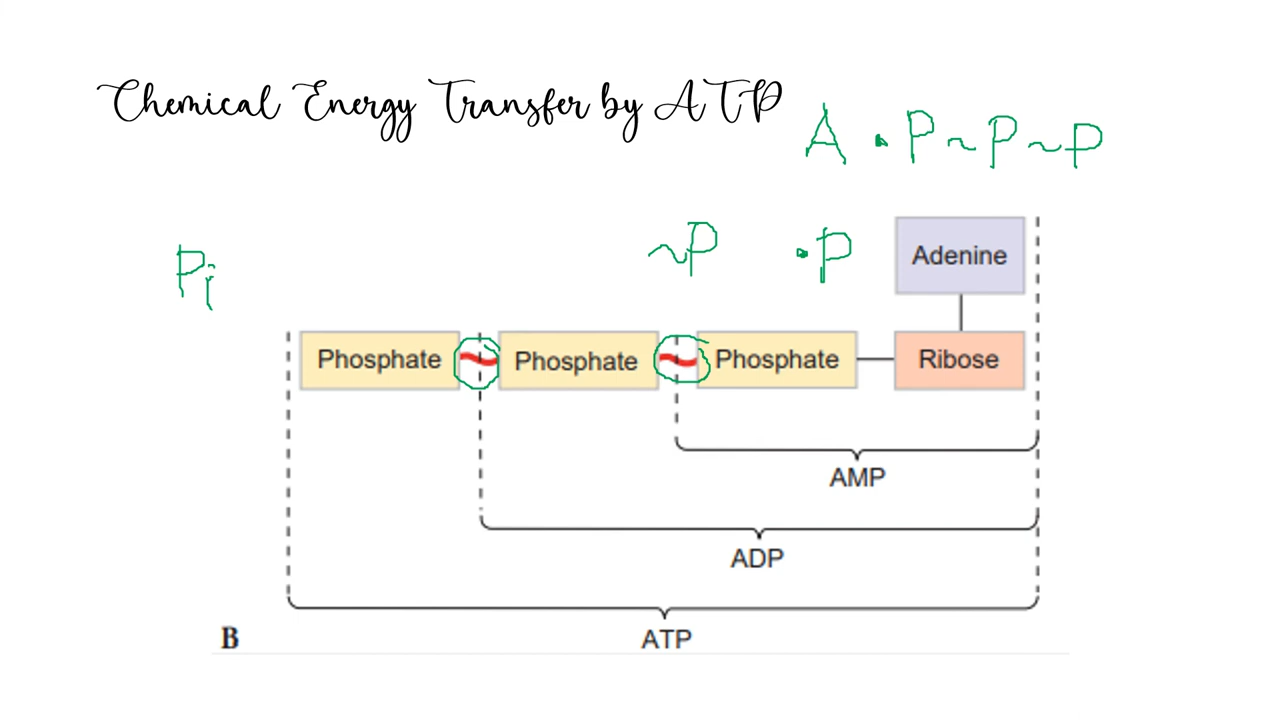 Chemical Energy Transfer by ATP
A • P ~ P ~ P
Pi
~P
•P
Adenine
Phosphate ~ Phosphate ~ Phosphate Ribose
AMP
ADP
B
ATP